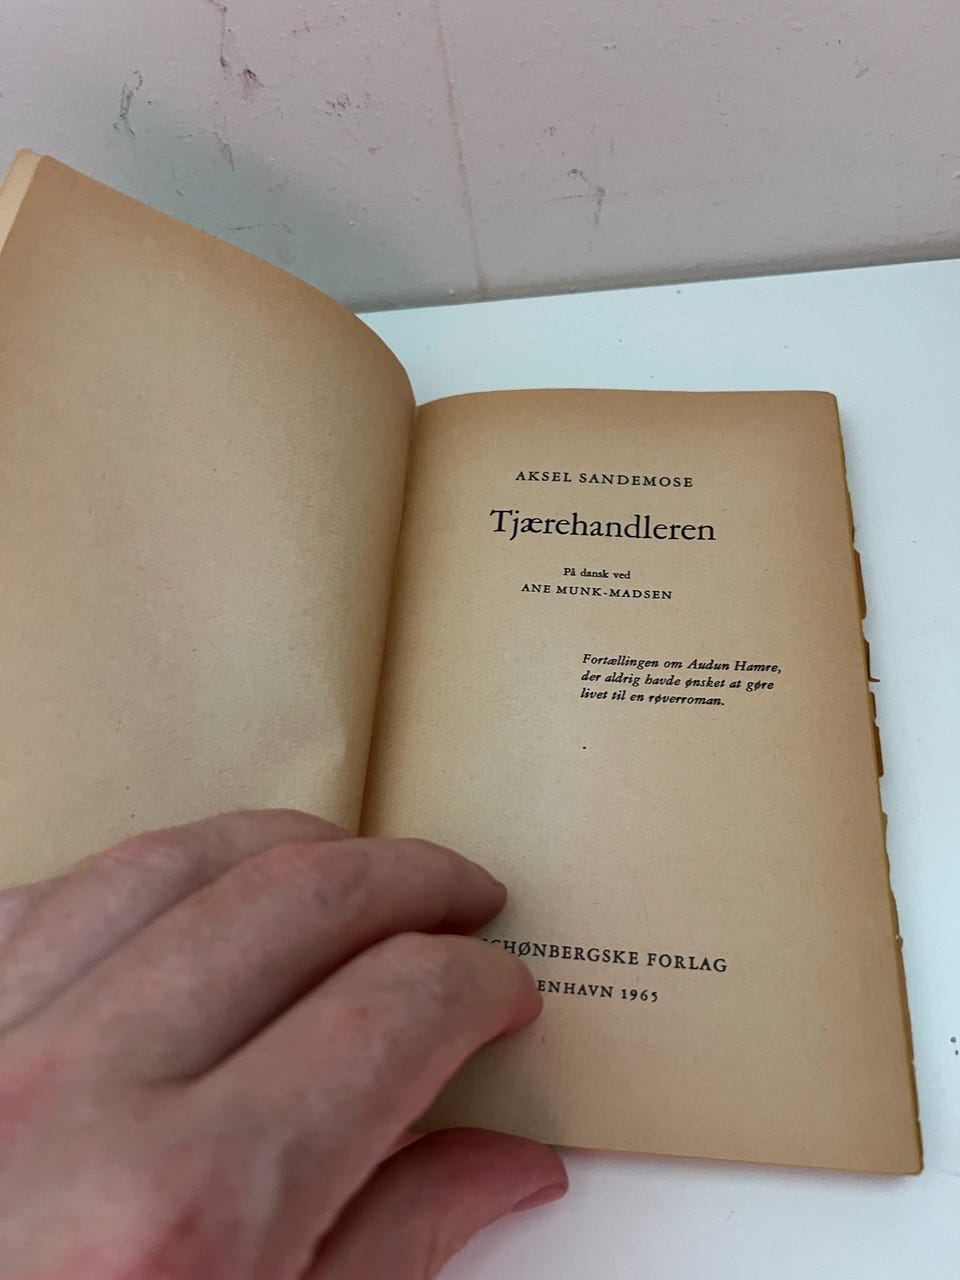 AKSEL SANDEMOSE
Tjærehandleren
På dansk ved
ANE MUNK-MADSEN
Fortællingen om Audun Hamre,
der aldrig havde ønsket at gøre
livet til en røverroman.
SCHØNBERGSKE FORLAG
ENHAVN 1965